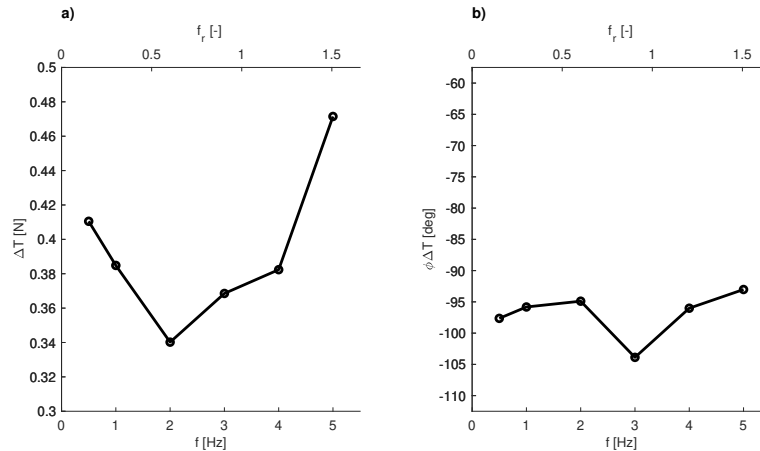 a)
f_r [-]
0 0.5 1 1.5
0.5
0.48
0.46
0.44
0.42
0.4
0.38
0.36
0.34
0.32
0.3
ΔT [N]
0 1 2 3 4 5
f [Hz]
b)
f_r [-]
0 0.5 1 1.5
-60
-65
-70
-75
-80
-85
-90
-95
-100
-105
-110
ϕ ΔT [deg]
0 1 2 3 4 5
f [Hz]